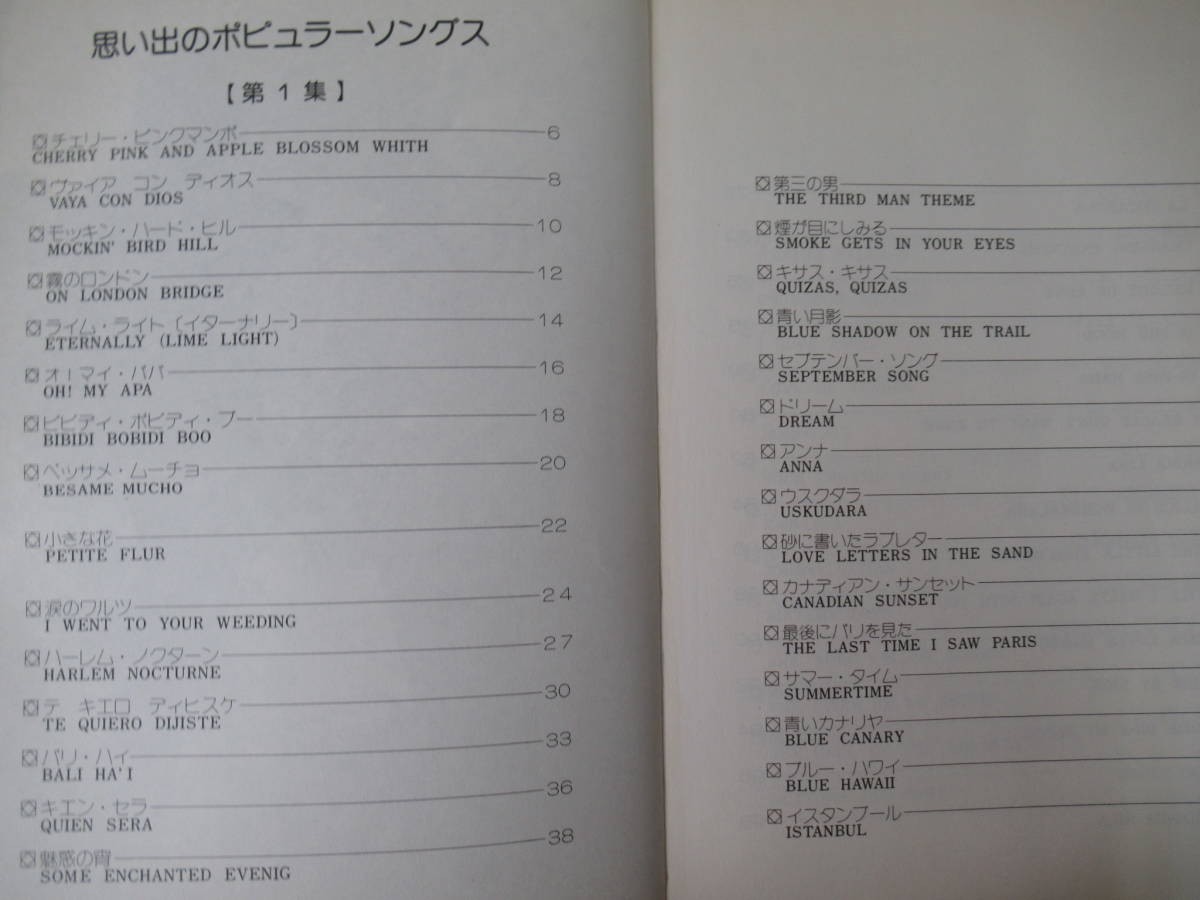 思い出のポピュラーソングス
【第1集】
チェリー・ピンクマンボ 6
CHERRY PINK AND APPLE BLOSSOM WHITH
ヴァイア コン ディオス 8
VAYA CON DIOS
モッキン・バード・ヒル 10
MOCKIN' BIRD HILL
霧のロンドン 12
ON LONDON BRIDGE
ライム・ライト〔イターナリー〕 14
ETERNALLY (LIME LIGHT)
オ！マイ・パパ 16
OH! MY APA
ビビディ・ボビディ・ブー 18
BIBIDI BOBIDI BOO
ベッサメ・ムーチョ 20
BESAME MUCHO
小さな花 22
PETITE FLUR
涙のワルツ 24
I WENT TO YOUR WEEDING
ハーレム・ノクターン 27
HARLEM NOCTURNE
テ キエロ ディヒスケ 30
TE QUIERO DIJISTE
バリ・ハイ 33
BALI HA'I
キエン・セラ 36
QUIEN SERA
魅惑の宵 38
SOME ENCHANTED EVENIG
第三の男
THE THIRD MAN THEME
煙が目にしみる
SMOKE GETS IN YOUR EYES
キサス・キサス
QUIZAS, QUIZAS
青い月影
BLUE SHADOW ON THE TRAIL
セプテンバー・ソング
SEPTEMBER SONG
ドリーム
DREAM
アンナ
ANNA
ウスクダラ
USKUDARA
砂に書いたラブレター
LOVE LETTERS IN THE SAND
カナディアン・サンセット
CANADIAN SUNSET
最後にパリを見た
THE LAST TIME I SAW PARIS
サマー・タイム
SUMMERTIME
青いカナリヤ
BLUE CANARY
ブルー・ハワイ
BLUE HAWAII
イスタンブール
ISTANBUL